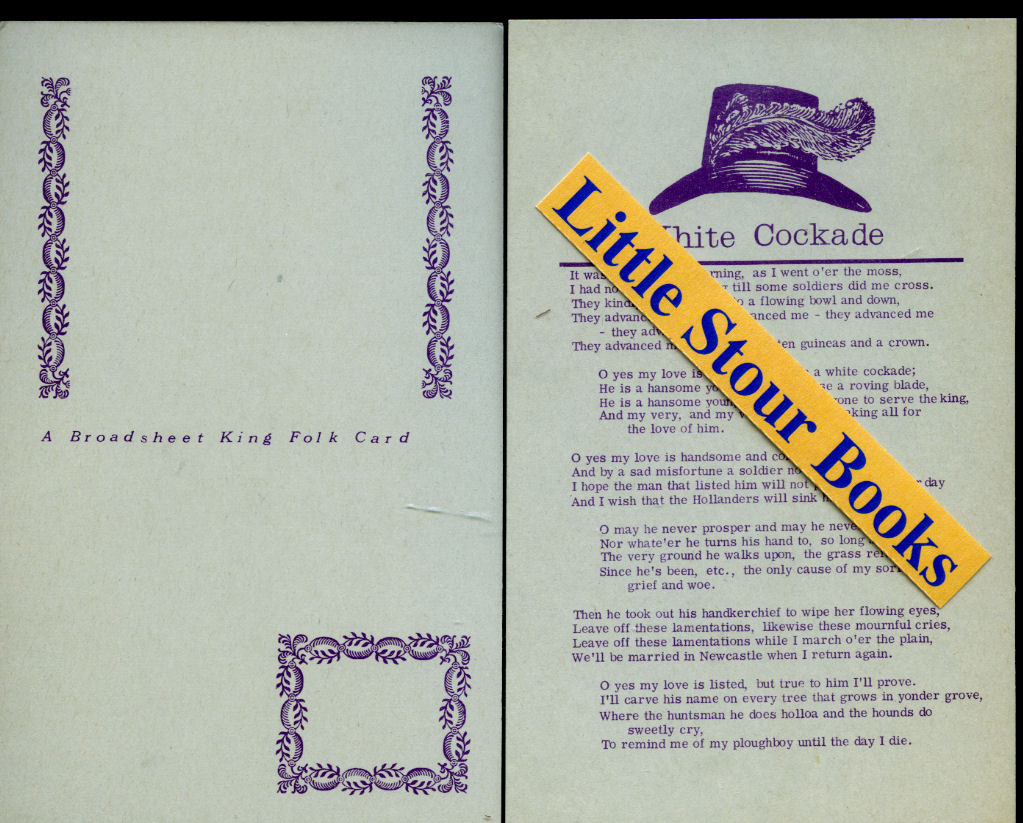 A Broadsheet King Folk Card
White Cockade
It was rning, as I went o'er the moss,
I had no till some soldiers did me cross.
They kind o a flowing bowl and down,
They advanc anced me - they advanced me
- they adv
They advanced m ten guineas and a crown.
O yes my love is a white cockade;
He is a hansome yo se a roving blade,
He is a hansome youn one to serve the king,
And my very, and my v king all for
the love of him.
O yes my love is handsome and co
And by a sad misfortune a soldier no
I hope the man that listed him will not r day
And I wish that the Hollanders will sink h
O may he never prosper and may he neve
Nor whate'er he turns his hand to, so long
The very ground he walks upon, the grass re
Since he's been, etc., the only cause of my sor
grief and woe.
Then he took out his handkerchief to wipe her flowing eyes,
Leave off these lamentations, likewise these mournful cries,
Leave off these lamentations while I march o'er the plain,
We'll be married in Newcastle when I return again.
O yes my love is listed, but true to him I'll prove.
I'll carve his name on every tree that grows in yonder grove,
Where the huntsman he does holloa and the hounds do
sweetly cry,
To remind me of my ploughboy until the day I die.
Little Stour Books